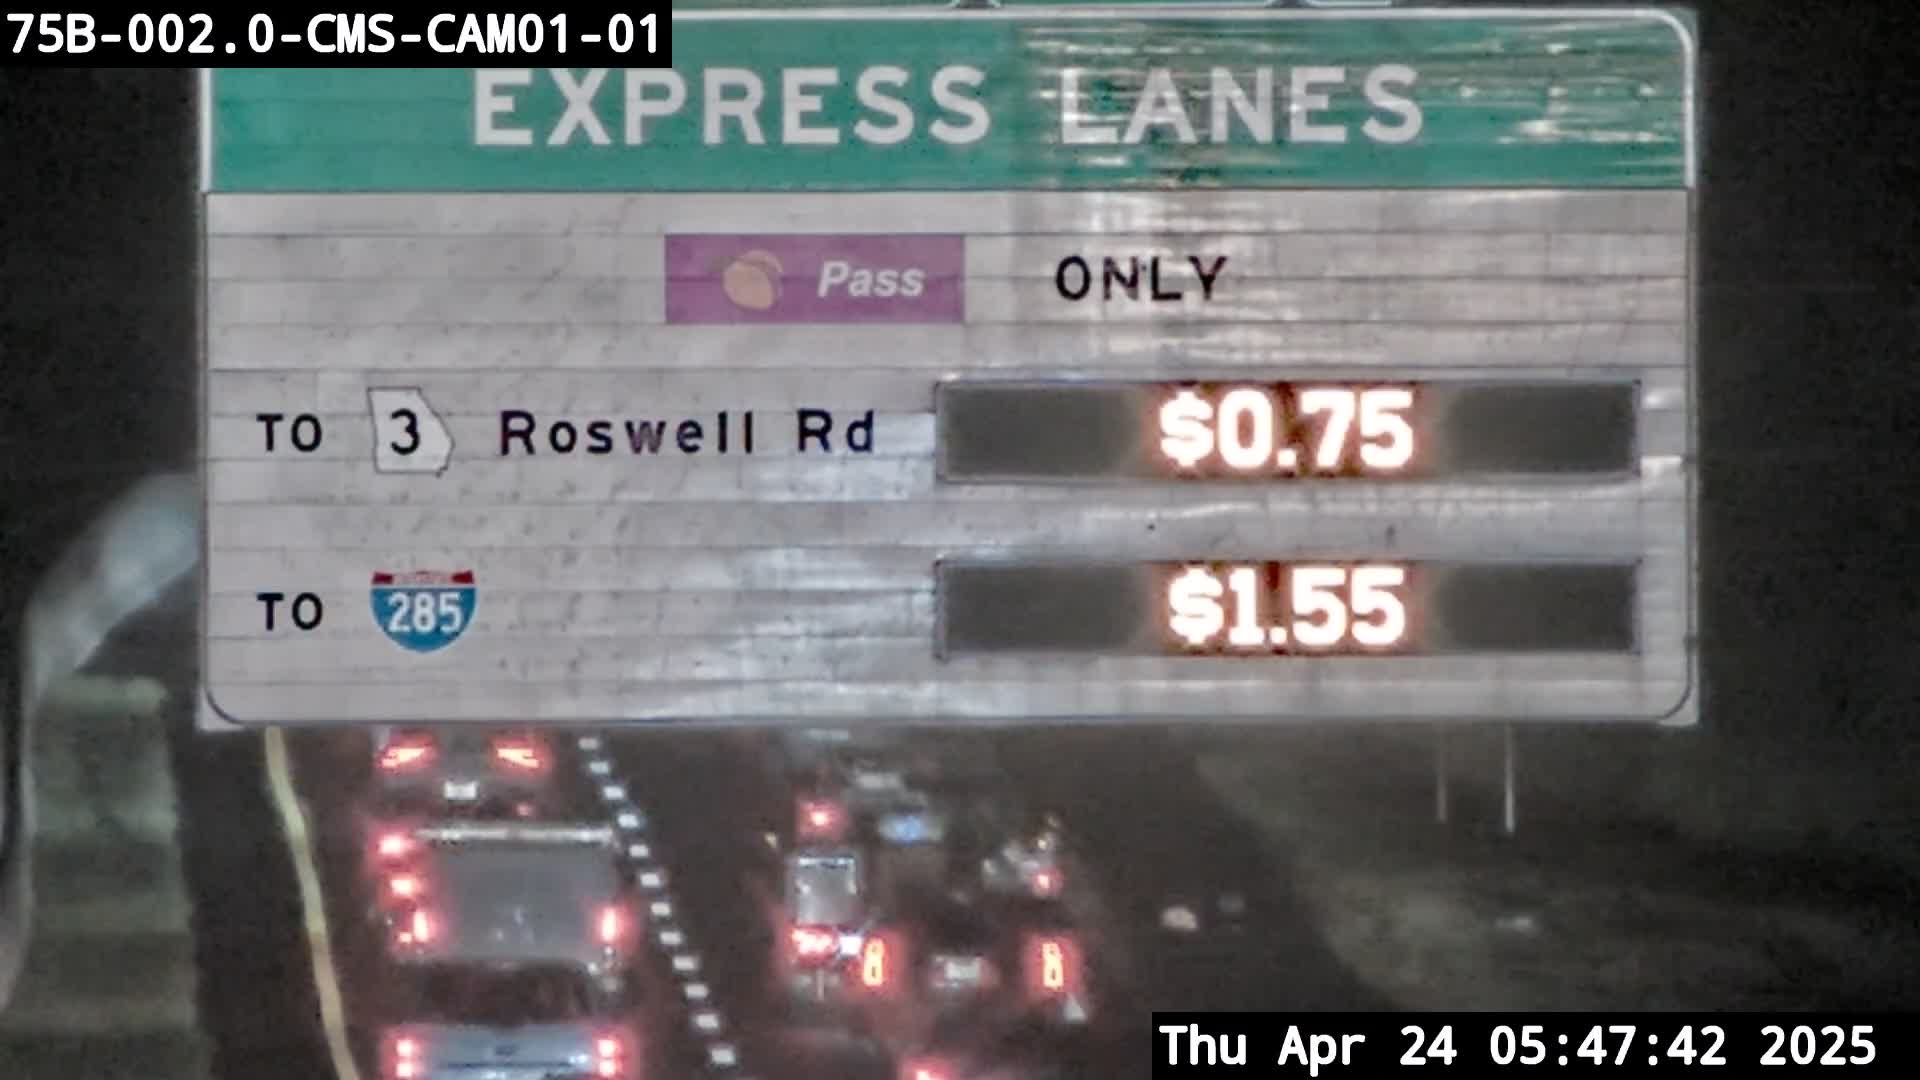 75B-002.0-CMS-CAM01-01
EXPRESS LANES
Pass ONLY
TO 3 Roswell Rd $0.75
TO 285 $1.55
Thu Apr 24 05:47:42 2025